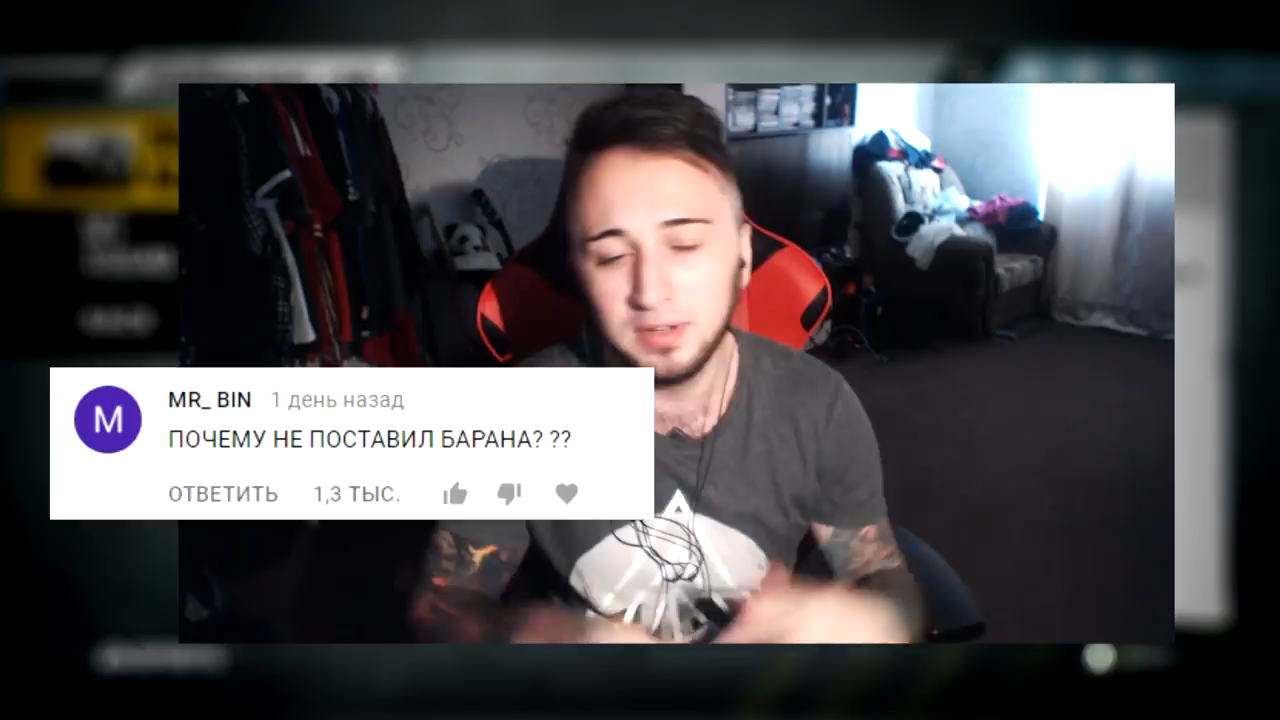 M
MR_ BIN 1 день назад
ПОЧЕМУ НЕ ПОСТАВИЛ БАРАНА? ??
ОТВЕТИТЬ 1,3 ТЫС.